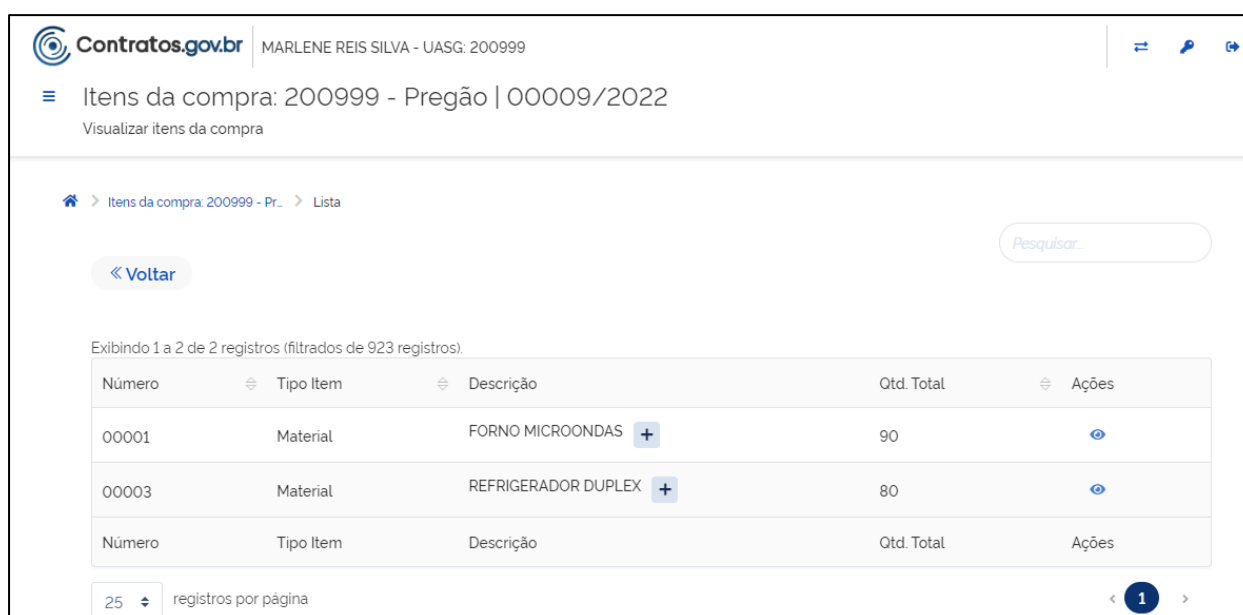 Contratos.gov.br MARLENE REIS SILVA - UASG: 200999
Itens da compra: 200999 - Pregão | 00009/2022
Visualizar itens da compra
Itens da compra: 200999 - Pr... > Lista
Pesquisar...
Voltar
Exibindo 1 a 2 de 2 registros (filtrados de 923 registros).
Número Tipo Item Descrição Qtd. Total Ações
00001 Material FORNO MICROONDAS + 90
00003 Material REFRIGERADOR DUPLEX + 80
Número Tipo Item Descrição Qtd. Total Ações
25 registros por página < 1 >